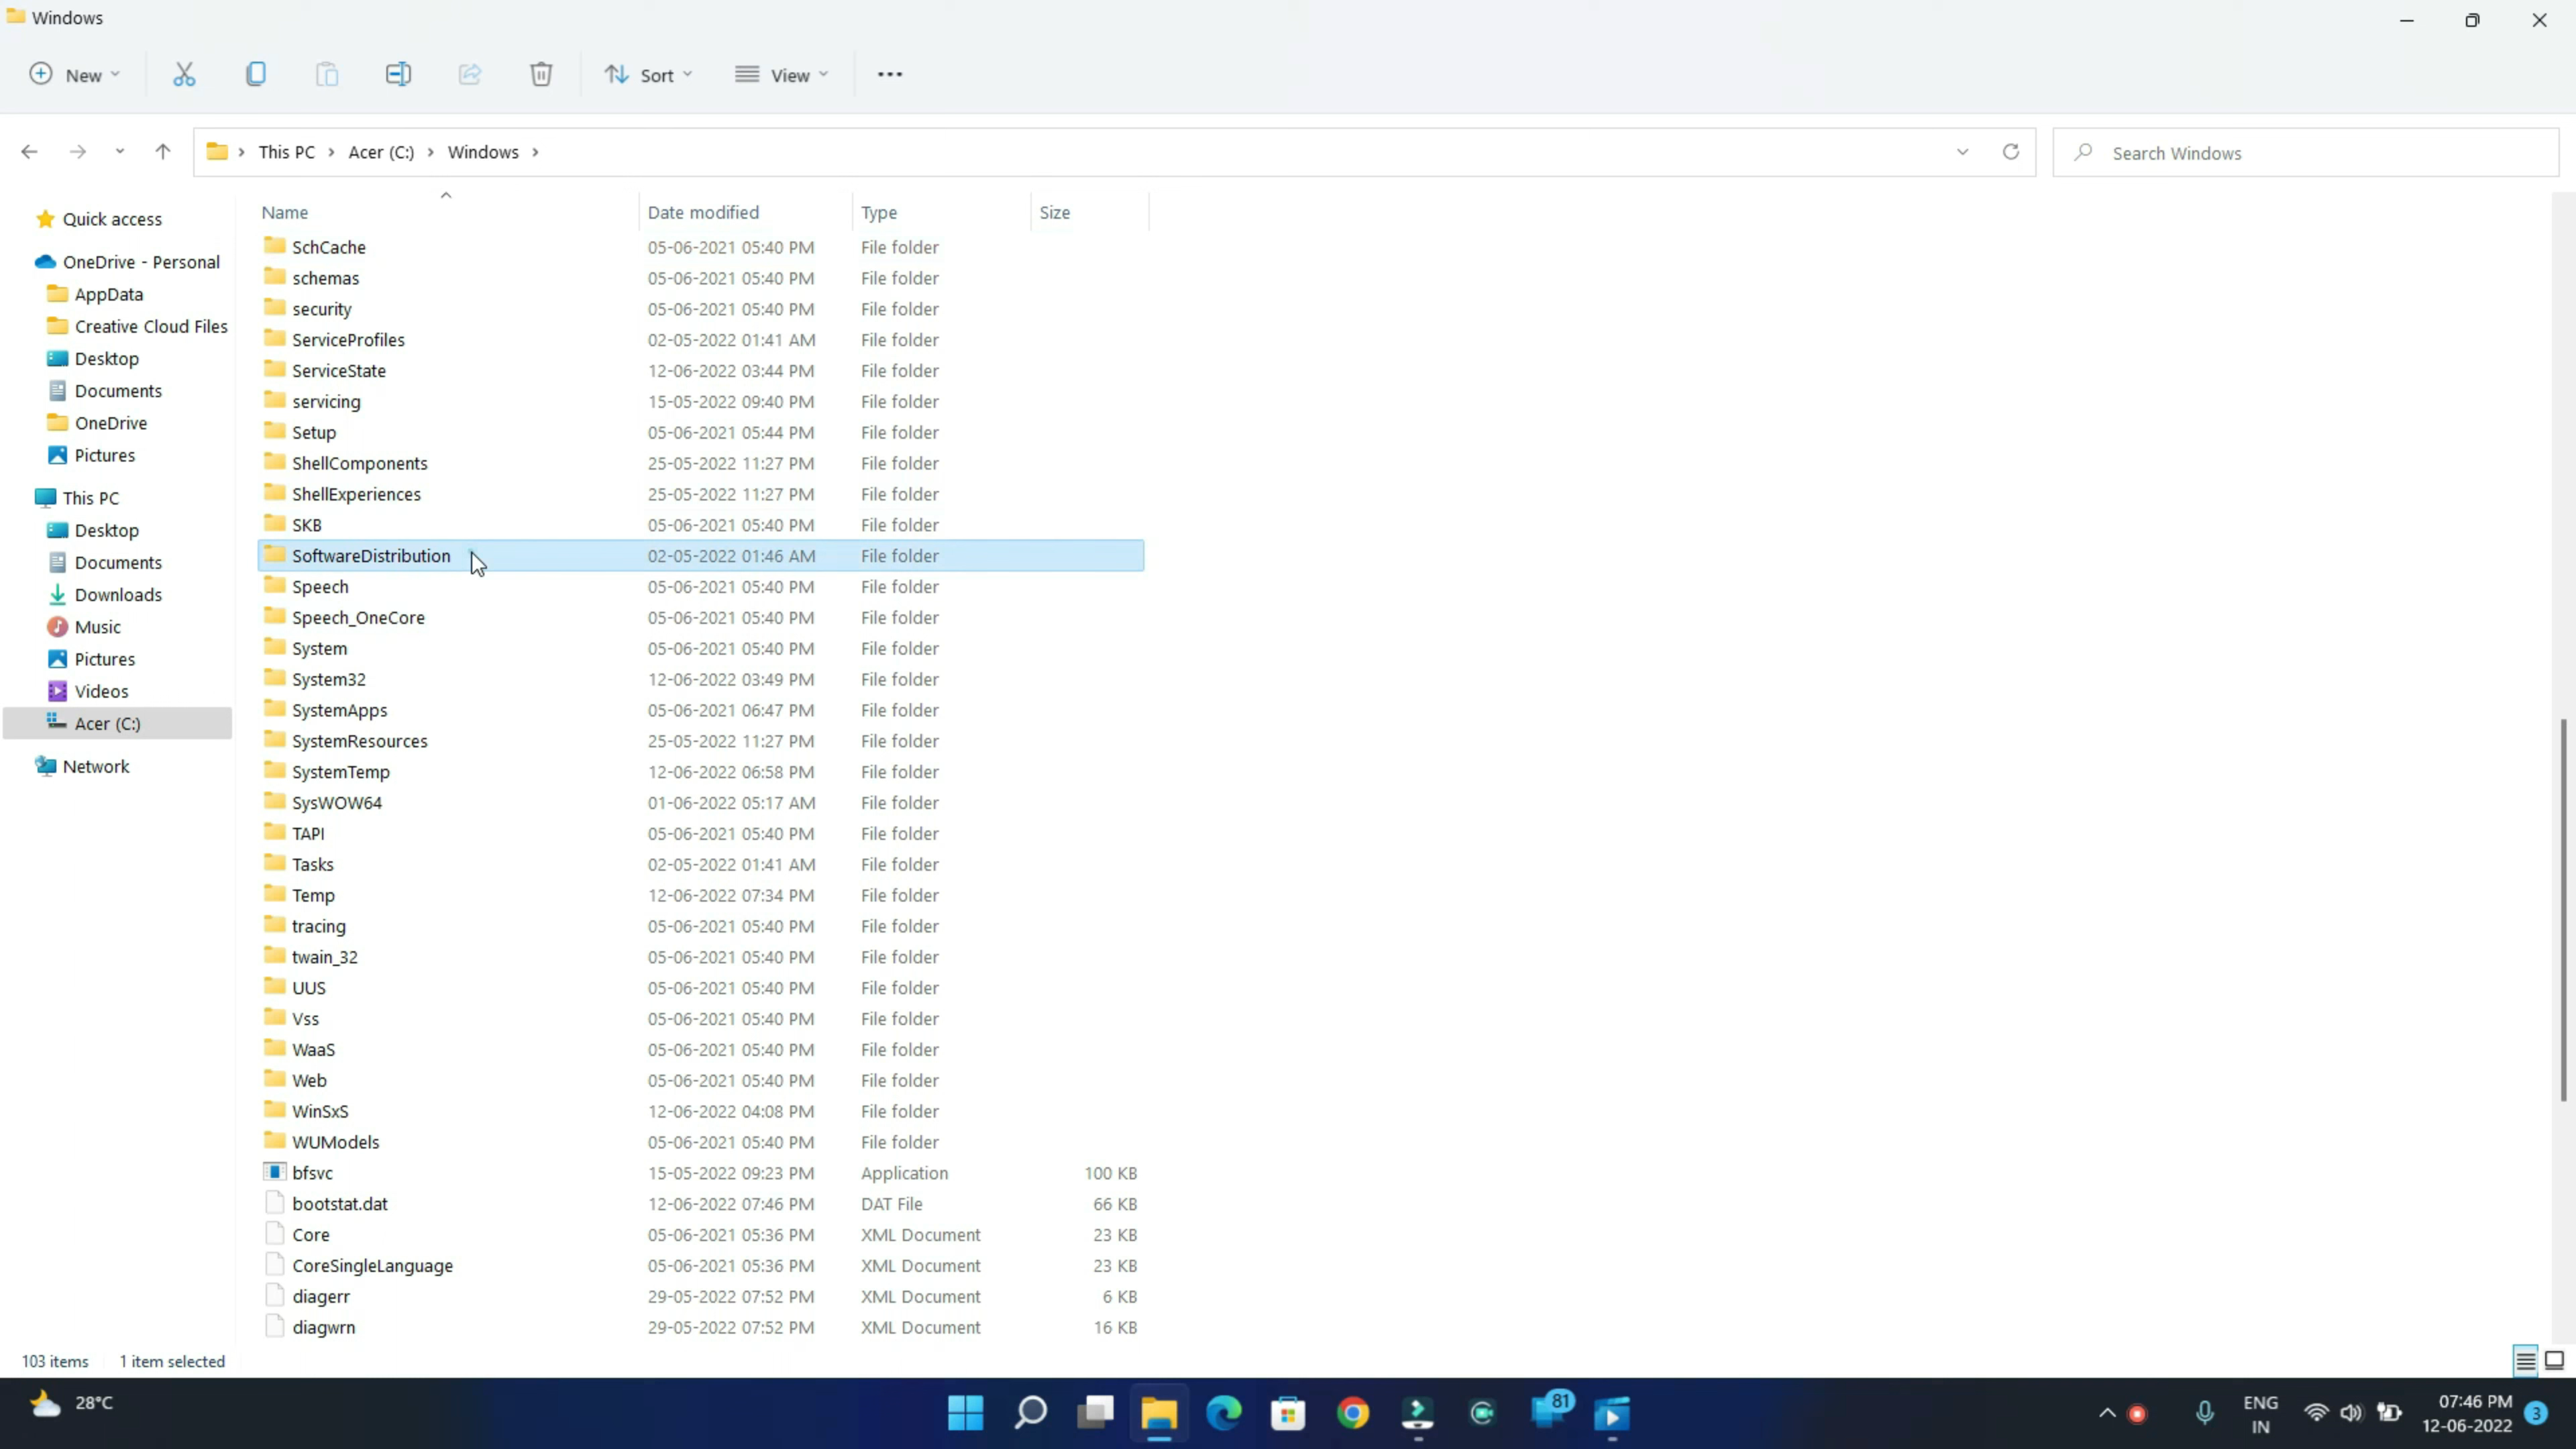 Windows
New
Sort
View
This PC
Acer (C:)
Windows
Search Windows
Name Date modified Type Size
Quick access
OneDrive - Personal
AppData
Creative Cloud Files
Desktop
Documents
OneDrive
Pictures
This PC
Desktop
Documents
Downloads
Music
Pictures
Videos
Acer (C:)
Network
SchCache 05-06-2021 05:40 PM File folder
schemas 05-06-2021 05:40 PM File folder
security 05-06-2021 05:40 PM File folder
ServiceProfiles 02-05-2022 01:41 AM File folder
ServiceState 12-06-2022 03:44 PM File folder
servicing 15-05-2022 09:40 PM File folder
Setup 05-06-2021 05:44 PM File folder
ShellComponents 25-05-2022 11:27 PM File folder
ShellExperiences 25-05-2022 11:27 PM File folder
SKB 05-06-2021 05:40 PM File folder
SoftwareDistribution 02-05-2022 01:46 AM File folder
Speech 05-06-2021 05:40 PM File folder
Speech_OneCore 05-06-2021 05:40 PM File folder
System 05-06-2021 05:40 PM File folder
System32 12-06-2022 03:49 PM File folder
SystemApps 05-06-2021 06:47 PM File folder
SystemResources 25-05-2022 11:27 PM File folder
SystemTemp 12-06-2022 06:58 PM File folder
SysWOW64 01-06-2022 05:17 AM File folder
TAPI 05-06-2021 05:40 PM File folder
Tasks 02-05-2022 01:41 AM File folder
Temp 12-06-2022 07:34 PM File folder
tracing 05-06-2021 05:40 PM File folder
twain_32 05-06-2021 05:40 PM File folder
UUS 05-06-2021 05:40 PM File folder
Vss 05-06-2021 05:40 PM File folder
WaaS 05-06-2021 05:40 PM File folder
Web 05-06-2021 05:40 PM File folder
WinSxS 12-06-2022 04:08 PM File folder
WUModels 05-06-2021 05:40 PM File folder
bfsvc 15-05-2022 09:23 PM Application 100 KB
bootstat.dat 12-06-2022 07:46 PM DAT File 66 KB
Core 05-06-2021 05:36 PM XML Document 23 KB
CoreSingleLanguage 05-06-2021 05:36 PM XML Document 23 KB
diagerr 29-05-2022 07:52 PM XML Document 6 KB
diagwrn 29-05-2022 07:52 PM XML Document 16 KB
103 items 1 item selected
28°C
81
ENG
IN
07:46 PM
12-06-2022
3